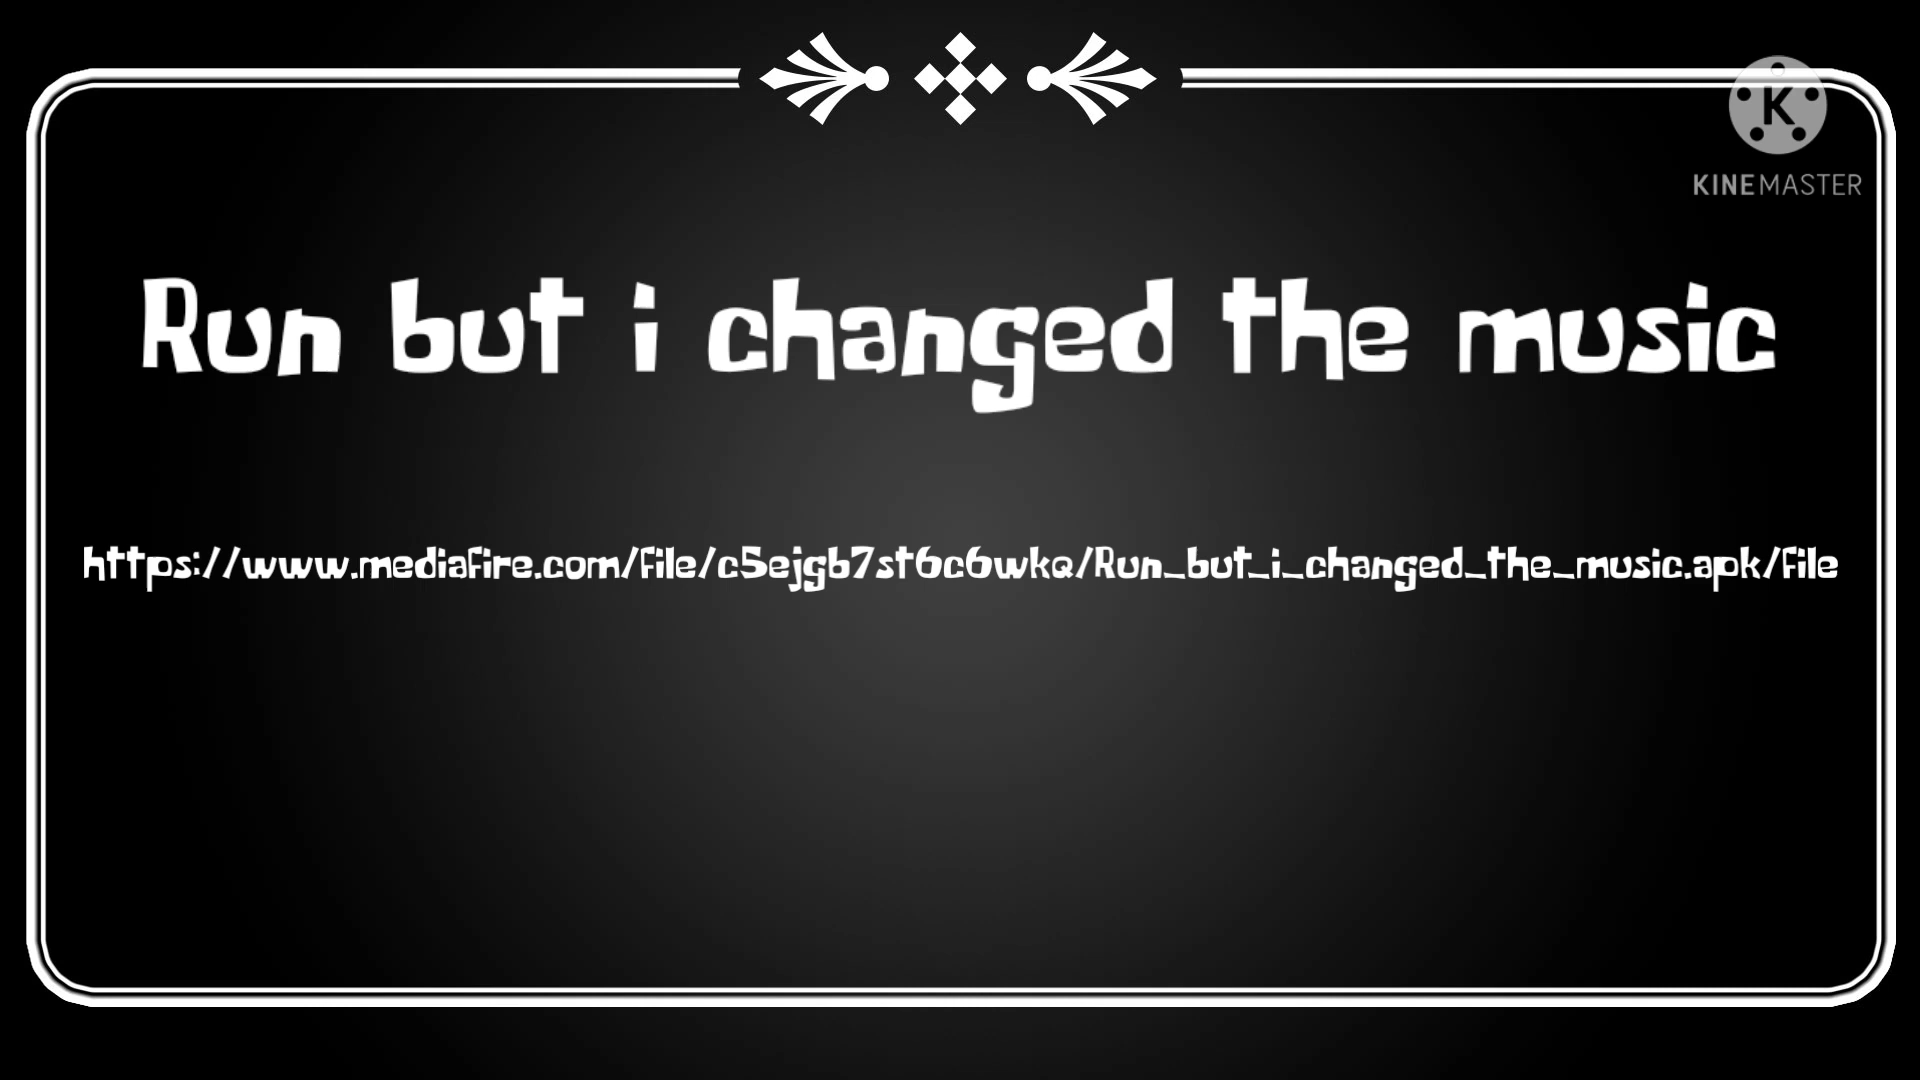 KINEMASTER
Run but i changed the music
https://www.mediafire.com/file/c5ejgb7st6c6wkq/Run_but_i_changed_the_music.apk/file